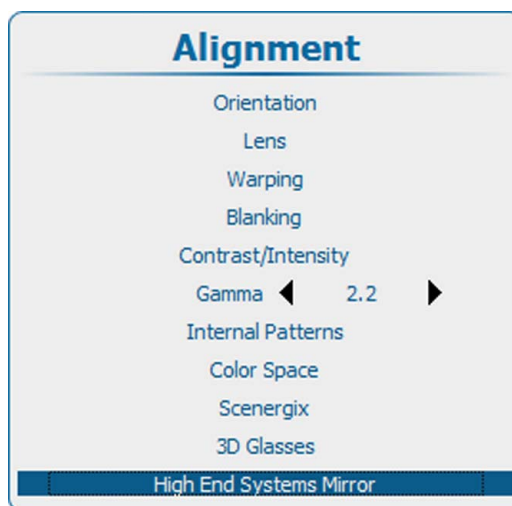 Alignment
Orientation
Lens
Warping
Blanking
Contrast/Intensity
Gamma 2.2
Internal Patterns
Color Space
Scenergix
3D Glasses
High End Systems Mirror